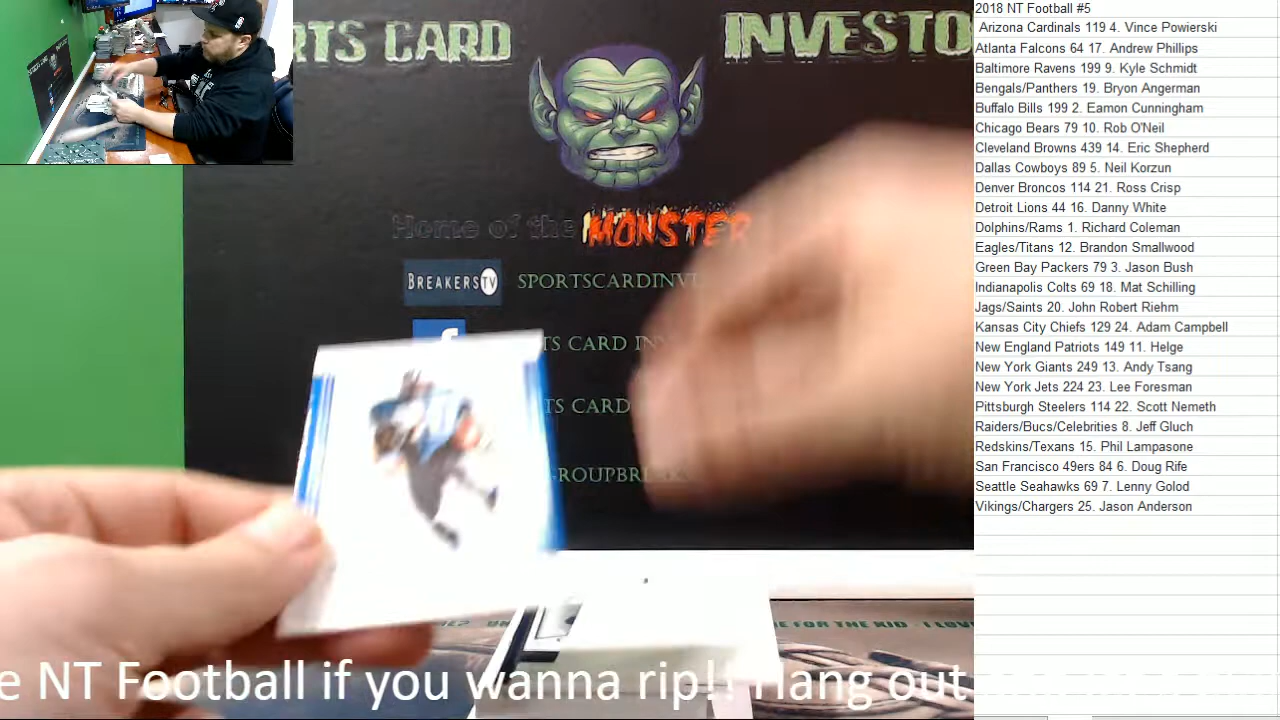 RTS CARD INVESTO
Home of the MONSTER
BREAKERSTV SPORTSCARDINV
TS CARD IN
TS CARD
GROUPBREAK
E FOR THE KID - I LOV
e NT Football if you wanna rip!! Hang out
2018 NT Football #5
Arizona Cardinals 119 4. Vince Powierski
Atlanta Falcons 64 17. Andrew Phillips
Baltimore Ravens 199 9. Kyle Schmidt
Bengals/Panthers 19. Bryon Angerman
Buffalo Bills 199 2. Eamon Cunningham
Chicago Bears 79 10. Rob O'Neil
Cleveland Browns 439 14. Eric Shepherd
Dallas Cowboys 89 5. Neil Korzun
Denver Broncos 114 21. Ross Crisp
Detroit Lions 44 16. Danny White
Dolphins/Rams 1. Richard Coleman
Eagles/Titans 12. Brandon Smallwood
Green Bay Packers 79 3. Jason Bush
Indianapolis Colts 69 18. Mat Schilling
Jags/Saints 20. John Robert Riehm
Kansas City Chiefs 129 24. Adam Campbell
New England Patriots 149 11. Helge
New York Giants 249 13. Andy Tsang
New York Jets 224 23. Lee Foresman
Pittsburgh Steelers 114 22. Scott Nemeth
Raiders/Bucs/Celebrities 8. Jeff Gluch
Redskins/Texans 15. Phil Lampasone
San Francisco 49ers 84 6. Doug Rife
Seattle Seahawks 69 7. Lenny Golod
Vikings/Chargers 25. Jason Anderson